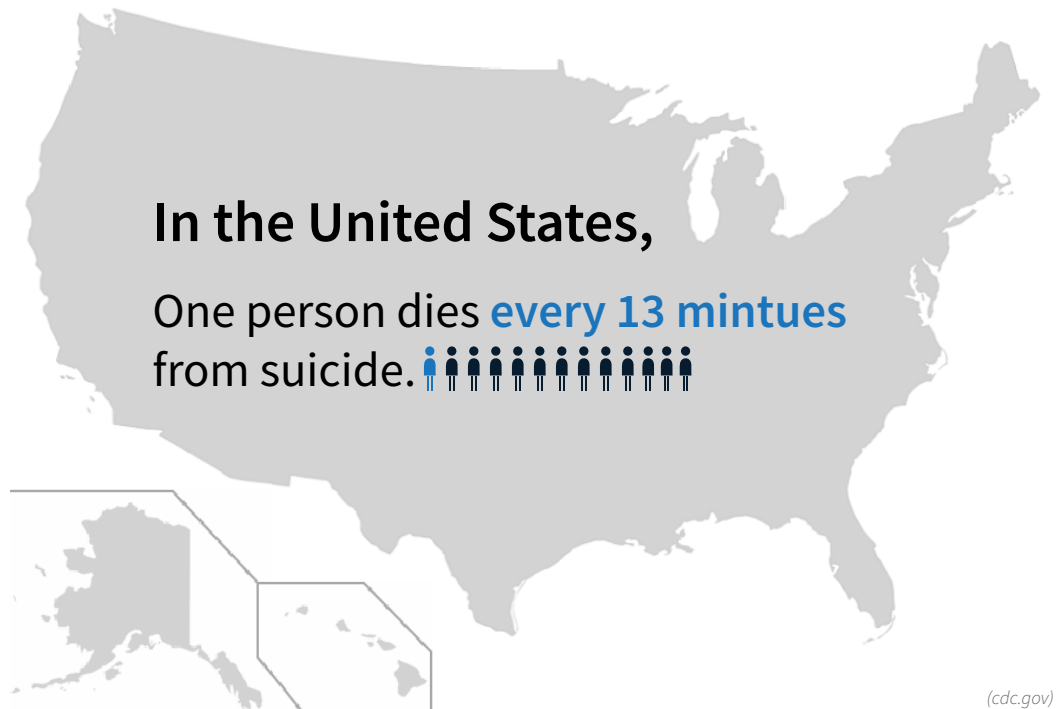 In the United States,
One person dies every 13 mintues
from suicide.
(cdc.gov)